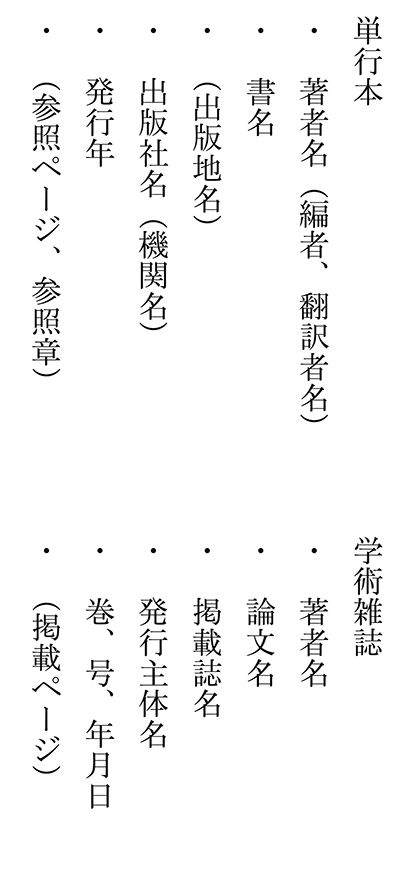 単行本
・ 著者名（編者、翻訳者名）
・ 書名
・ （出版地名）
・ 出版社名（機関名）
・ 発行年
・ （参照ページ、参照章）
学術雑誌
・ 著者名
・ 論文名
・ 掲載誌名
・ 発行主体名
・ 巻、号、年月日
・ （掲載ページ）